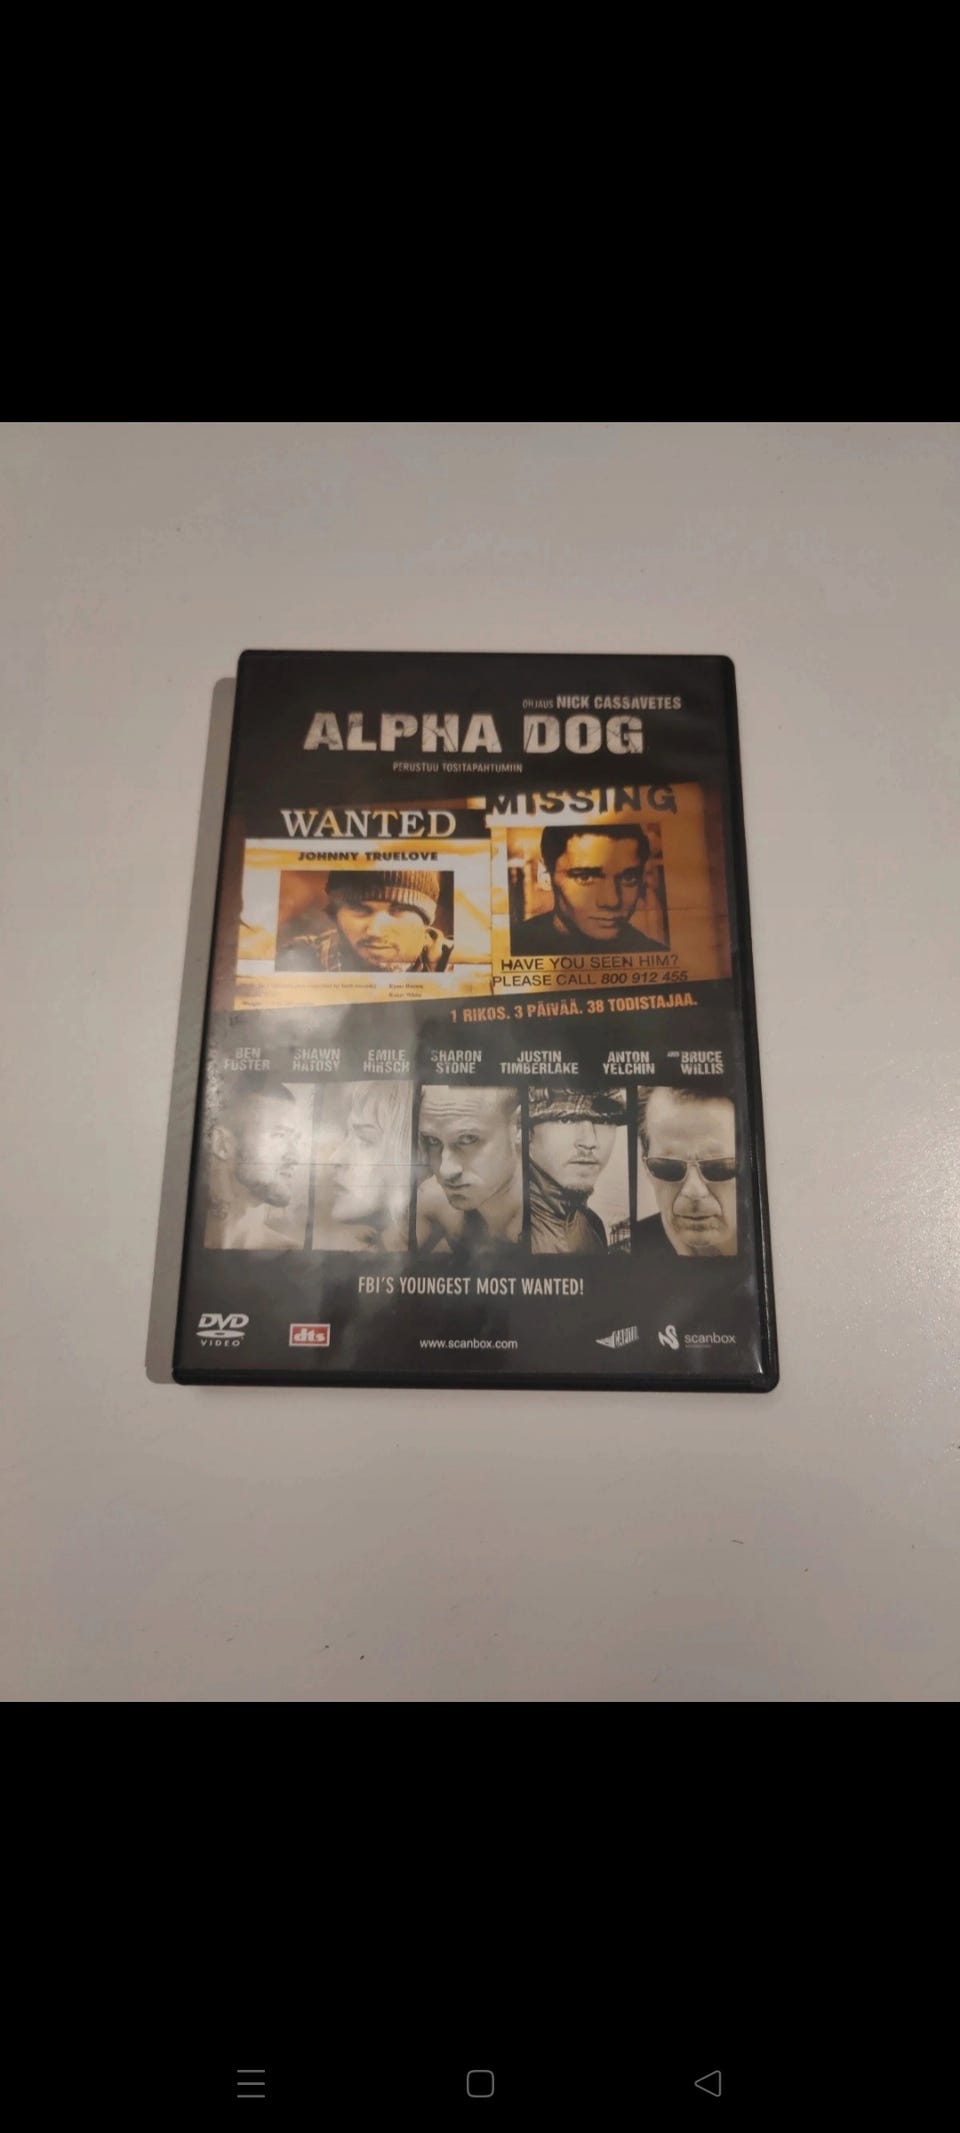 OHJAUS NICK CASSAVETES
ALPHA DOG
PERUSTUU TOSITAPAHTUMIIN
WANTED
JOHNNY TRUELOVE
MISSING
HAVE YOU SEEN HIM?
PLEASE CALL 800 912 455
1 RIKOS. 3 PÄIVÄÄ. 38 TODISTAJAA.
BEN FOSTER
SHAWN HATOSY
EMILE HIRSCH
SHARON STONE
JUSTIN TIMBERLAKE
ANTON YELCHIN
AND BRUCE WILLIS
FBI'S YOUNGEST MOST WANTED!
DVD
VIDEO
dts
www.scanbox.com
scanbox